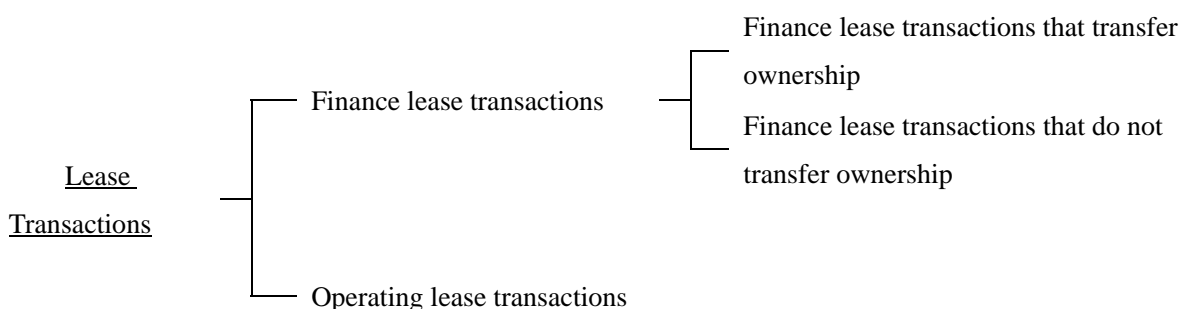 Finance lease transactions that transfer
ownership
Finance lease transactions
Finance lease transactions that do not
transfer ownership
Lease
Transactions
Operating lease transactions